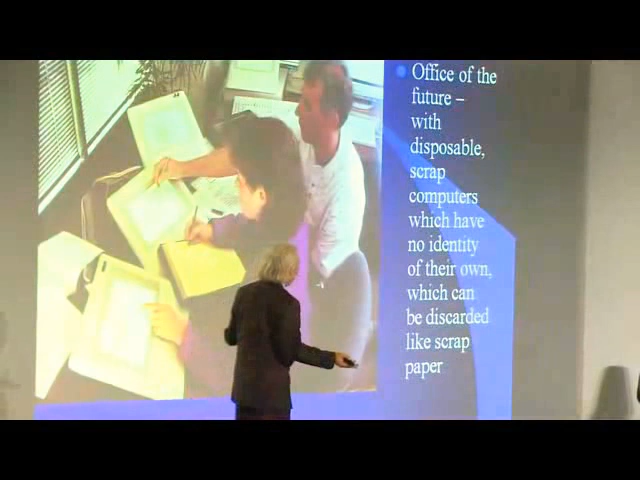 Office of the
future –
with
disposable,
scrap
computers
which have
no identity
of their own,
which can
be discarded
like scrap
paper